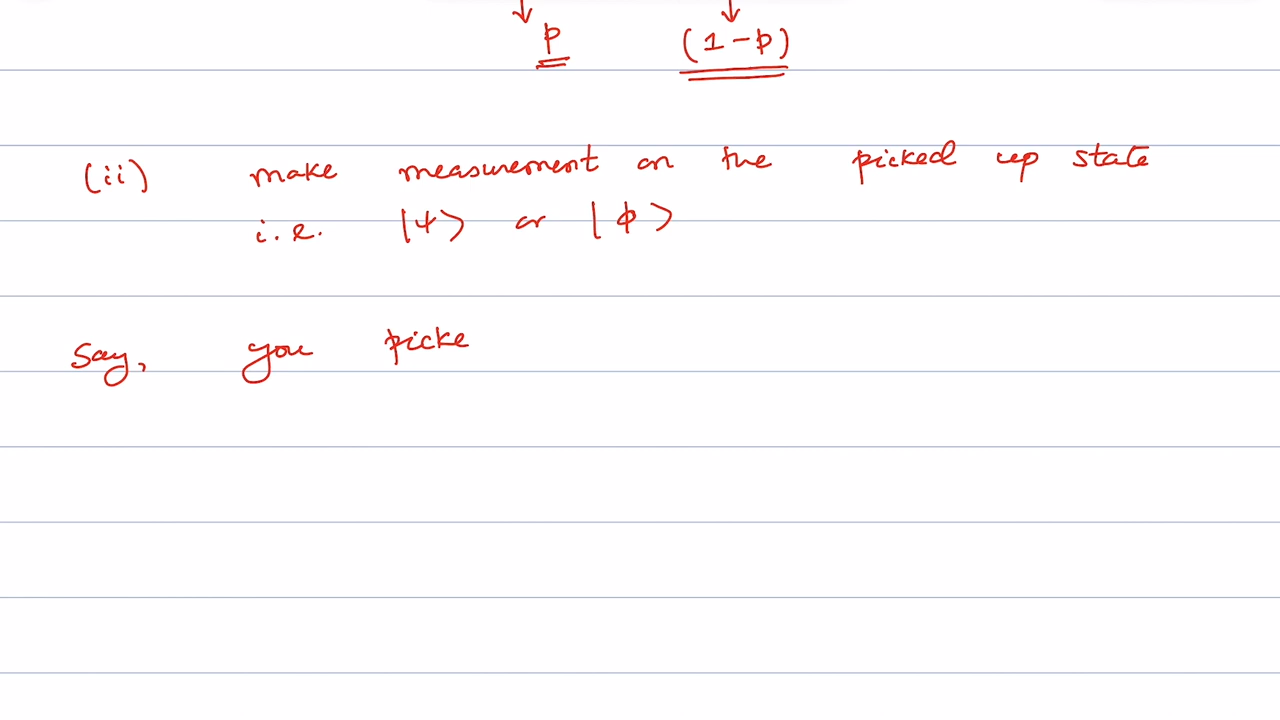 ↓ ↓
p (1-p)
(ii) make measurement on the picked up state
i.e. |ψ> or |ϕ>
Say, you picke